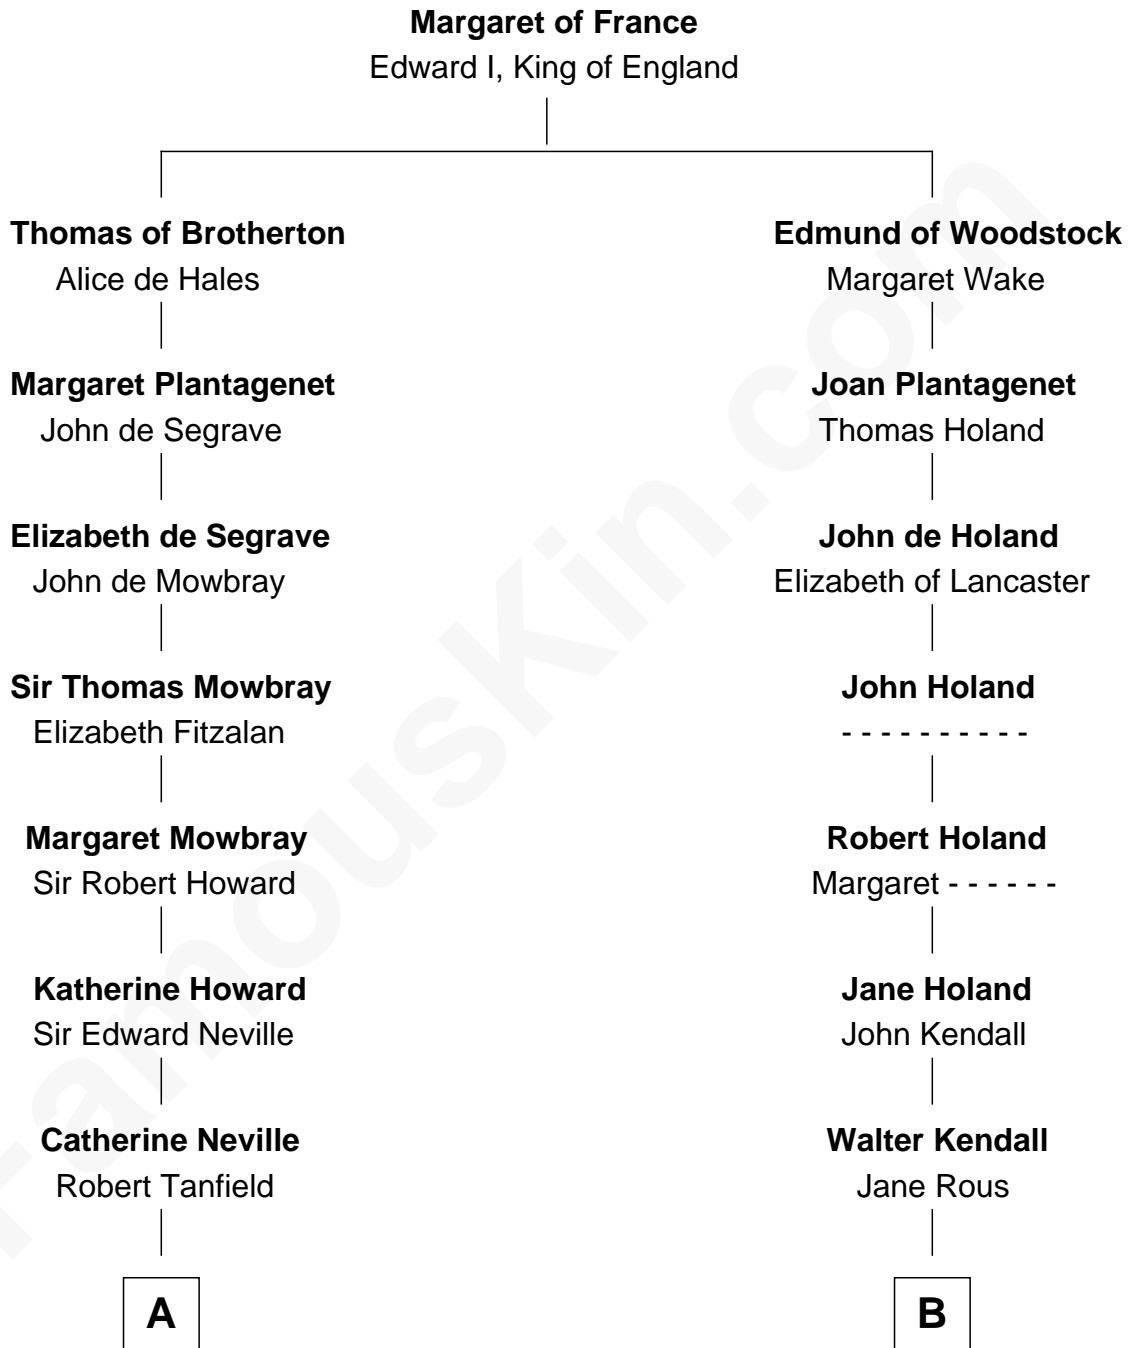 Margaret of France
Edward I, King of England
Thomas of Brotherton
Alice de Hales
Edmund of Woodstock
Margaret Wake
Margaret Plantagenet
John de Segrave
Joan Plantagenet
Thomas Holand
Elizabeth de Segrave
John de Mowbray
John de Holand
Elizabeth of Lancaster
Sir Thomas Mowbray
Elizabeth Fitzalan
John Holand
- - - - - - - - - -
Margaret Mowbray
Sir Robert Howard
Robert Holand
Margaret - - - - - -
Katherine Howard
Sir Edward Neville
Jane Holand
John Kendall
Catherine Neville
Robert Tanfield
Walter Kendall
Jane Rous
A
B
FamousKin.com